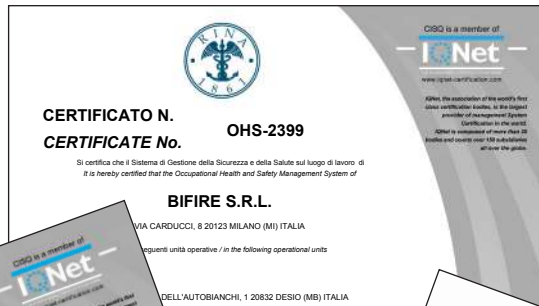 CISQ is a member of
IQNet
www.iqnet-certification.com
IQNet, the association of the world's first
class certification bodies, is the largest
provider of management System
Certification in the world.
IQNet is composed of more than 30
bodies and counts over 150 subsidiaries
all over the globe.
RINA
1861
CERTIFICATO N.
CERTIFICATE No.
OHS-2399
Si certifica che il Sistema di Gestione della Sicurezza e della Salute sul luogo di lavoro di
It is hereby certified that the Occupational Health and Safety Management System of
BIFIRE S.R.L.
VIA CARDUCCI, 8 20123 MILANO (MI) ITALIA
seguenti unità operative / in the following operational units
DELL'AUTOBIANCHI, 1 20832 DESIO (MB) ITALIA
CISQ is a member of
IQNet